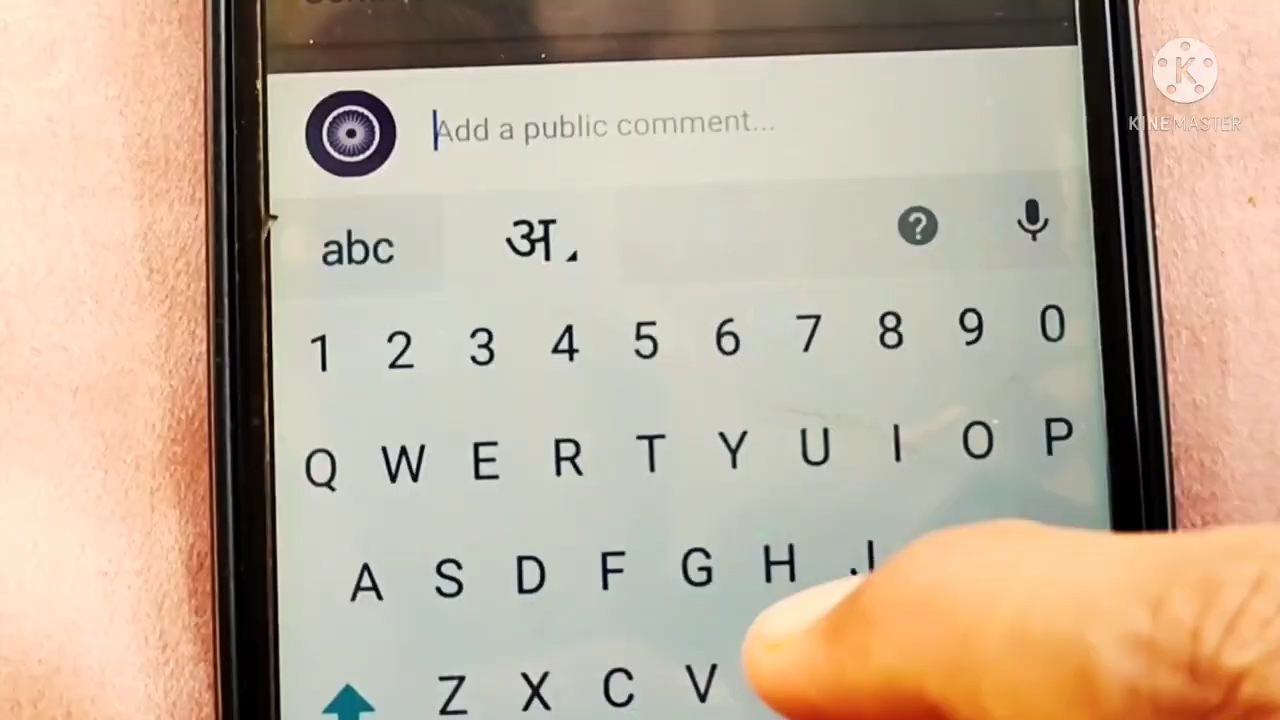 Add a public comment...
abc अ
1 2 3 4 5 6 7 8 9 0
Q W E R T Y U I O P
A S D F G H J
Z X C V
K
KINEMASTER